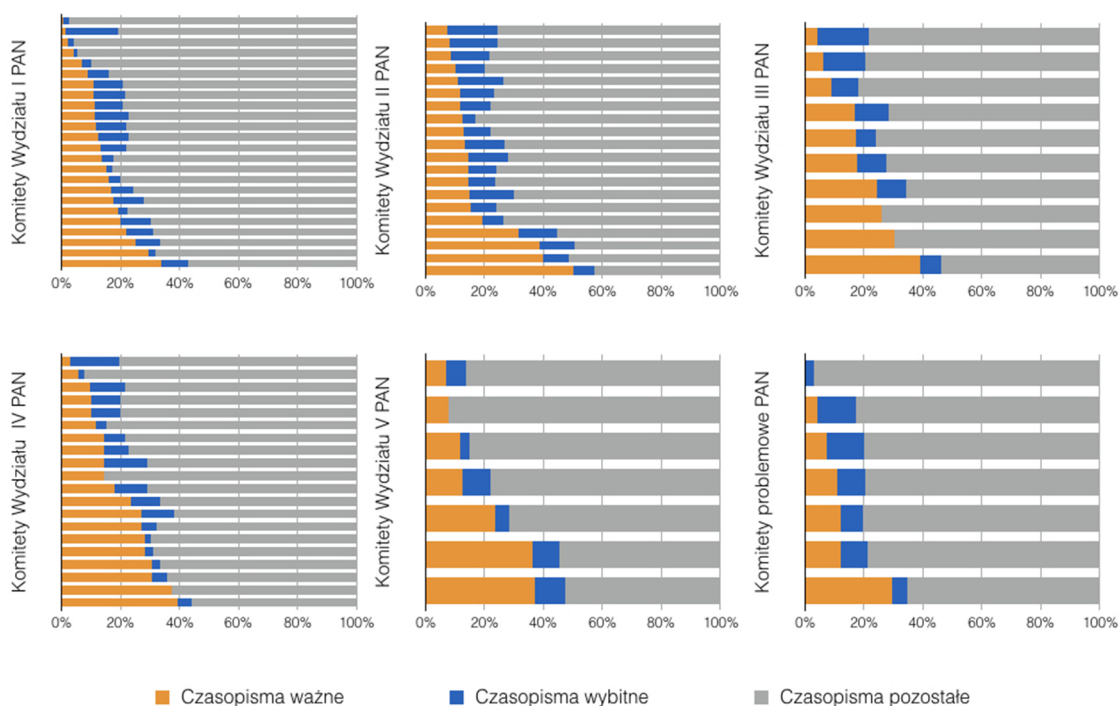 Komitety Wydziału I PAN
0% 20% 40% 60% 80% 100%
Komitety Wydziału II PAN
0% 20% 40% 60% 80% 100%
Komitety Wydziału III PAN
0% 20% 40% 60% 80% 100%
Komitety Wydziału IV PAN
0% 20% 40% 60% 80% 100%
Komitety Wydziału V PAN
0% 20% 40% 60% 80% 100%
Komitety problemowe PAN
0% 20% 40% 60% 80% 100%
Czasopisma ważne
Czasopisma wybitne
Czasopisma pozostałe